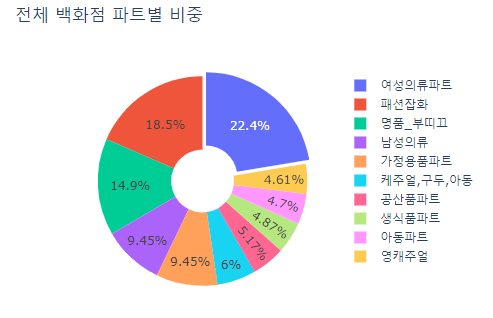 전체 백화점 파트별 비중
22.4%
18.5%
14.9%
9.45%
9.45%
6%
5.17%
4.87%
4.7%
4.61%
여성의류파트
패션잡화
명품_부띠끄
남성의류
가정용품파트
케주얼,구두,아동
공산품파트
생식품파트
아동파트
영캐주얼